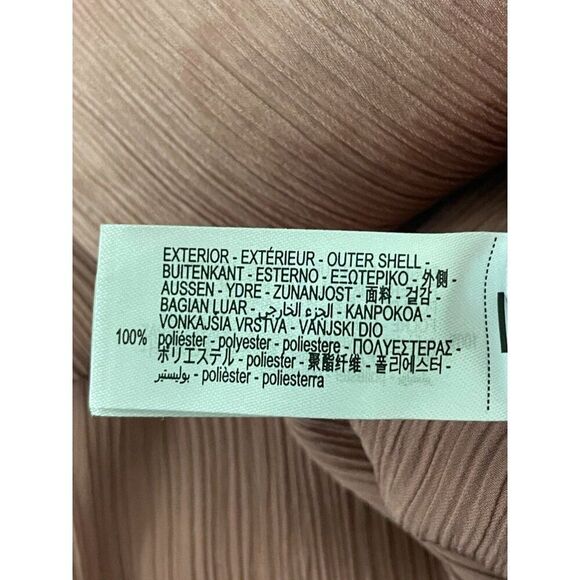 EXTERIOR - EXTÉRIEUR - OUTER SHELL -
BUITENKANT - ESTERNO - ΕΞΩΤΕΡΙΚΟ - 外側 -
AUSSEN - YDRE - ZUNANJOST - 面料 - 겉감 -
BAGIAN LUAR - الجزء الخارجي - KANPOKOA -
VONKAJŠIA VRSTVA - VANJSKI DIO
100% poliéster - polyester - poliestere - ΠΟΛΥΕΣΤΕΡΑΣ -
ポリエステル - poliester - 聚酯纤维 - 폴리에스터 -
بوليستير - polièster - poliesterra